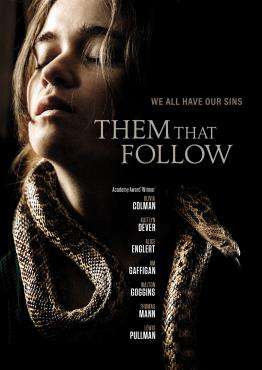 WE ALL HAVE OUR SINS
THEM THAT
FOLLOW
Academy Award® Winner
OLIVIA
COLMAN
KAITLYN
DEVER
ALICE
ENGLERT
JIM
GAFFIGAN
WALTON
GOGGINS
THOMAS
MANN
LEWIS
PULLMAN